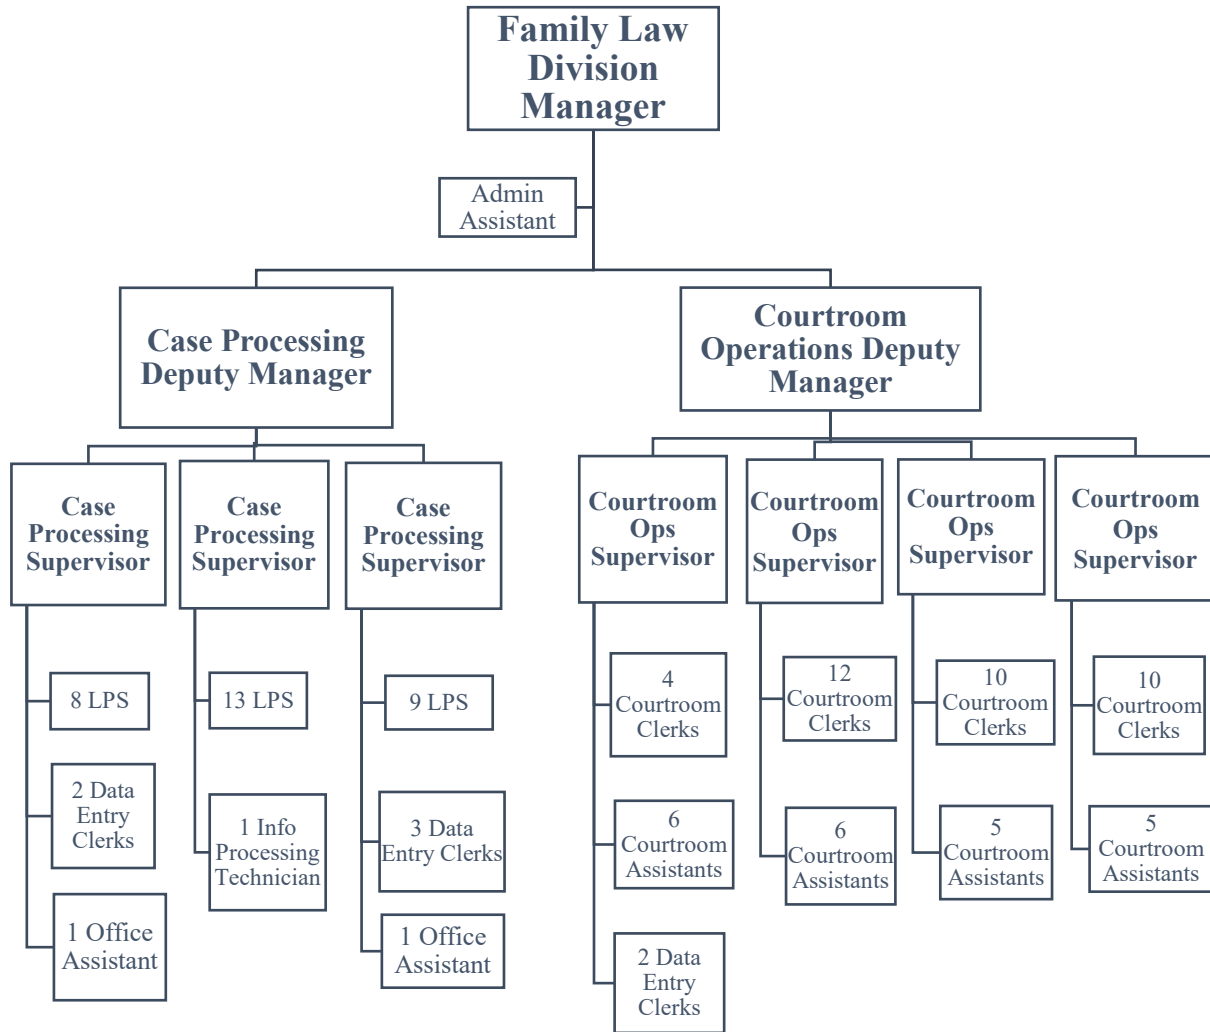 Family Law
Division
Manager
Admin
Assistant
Case Processing
Deputy Manager
Courtroom
Operations Deputy
Manager
Case
Processing
Supervisor
Case
Processing
Supervisor
Case
Processing
Supervisor
Courtroom
Ops
Supervisor
Courtroom
Ops
Supervisor
Courtroom
Ops
Supervisor
Courtroom
Ops
Supervisor
8 LPS
2 Data
Entry
Clerks
1 Office
Assistant
13 LPS
1 Info
Processing
Technician
9 LPS
3 Data
Entry Clerks
1 Office
Assistant
4
Courtroom
Clerks
6
Courtroom
Assistants
2 Data
Entry
Clerks
12
Courtroom
Clerks
6
Courtroom
Assistants
10
Courtroom
Clerks
5
Courtroom
Assistants
10
Courtroom
Clerks
5
Courtroom
Assistants